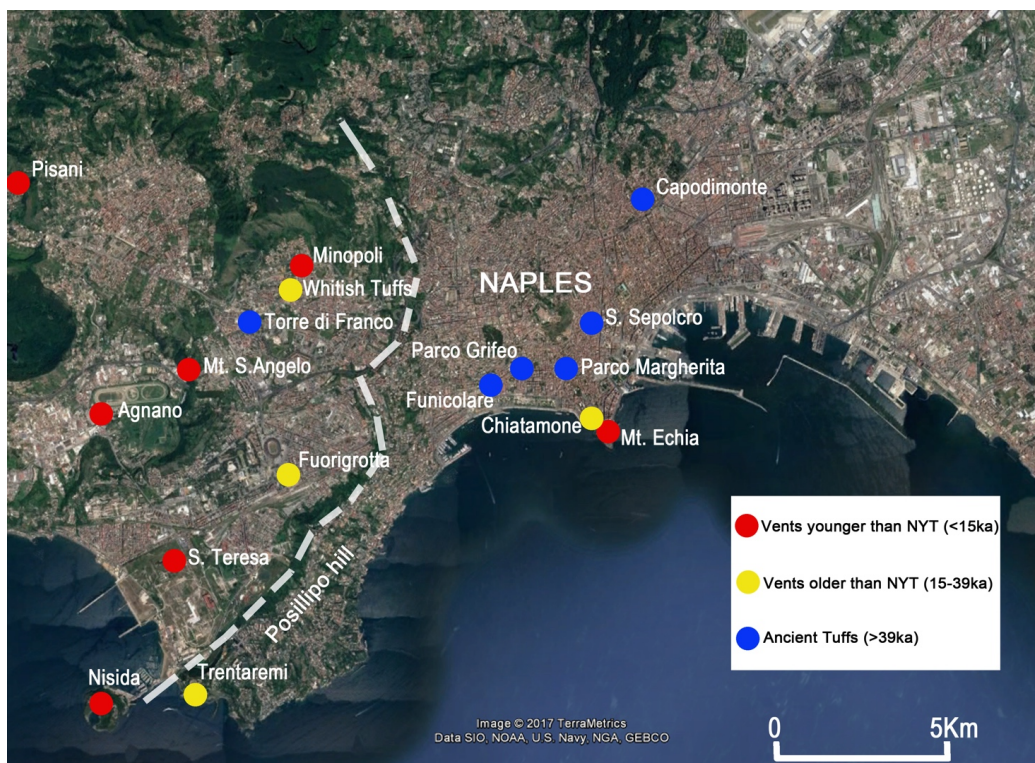 Pisani
Capodimonte
Minopoli
NAPLES
Whitish Tuffs
Torre di Franco
S. Sepolcro
Parco Grifeo
Mt. S.Angelo
Parco Margherita
Funicolare
Agnano
Chiatamone
Mt. Echia
Fuorigrotta
Vents younger than NYT (<15ka)
S. Teresa
Vents older than NYT (15-39ka)
Posillipo hill
Ancient Tuffs (>39ka)
Trentaremi
Nisida
Image © 2017 TerraMetrics
Data SIO, NOAA, U.S. Navy, NGA, GEBCO
0 5Km